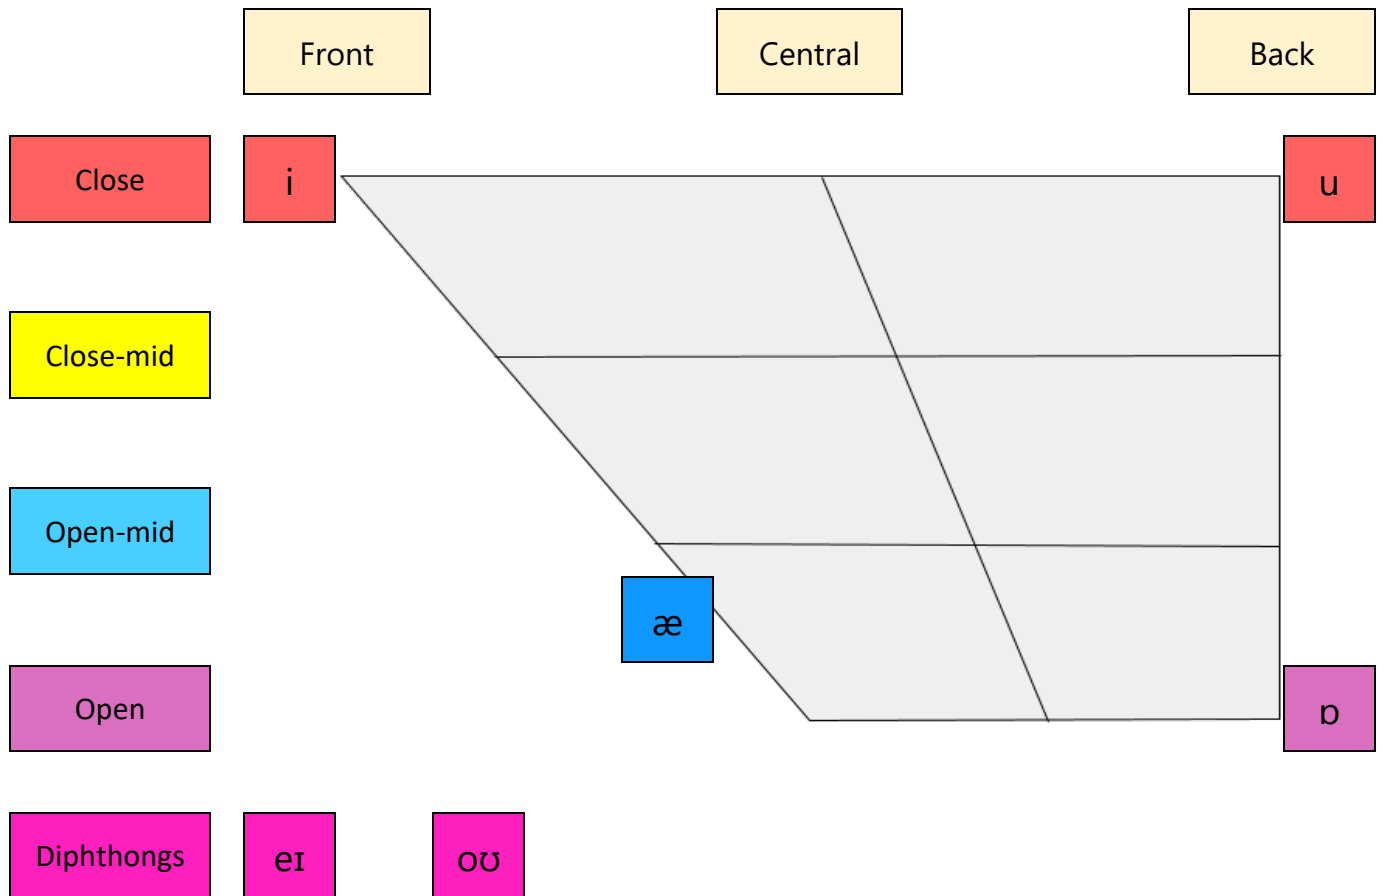 Front Central Back
Close i u
Close-mid
Open-mid
æ
Open ɒ
Diphthongs eɪ oʊ